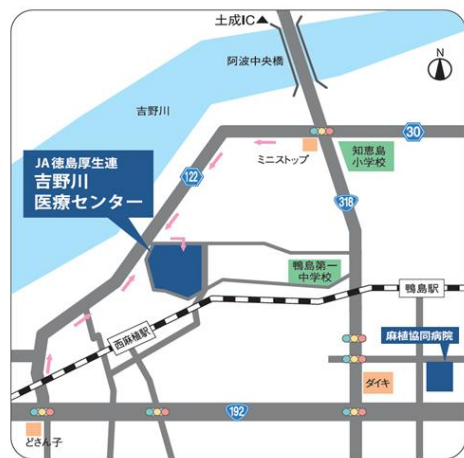 土成IC▲
阿波中央橋
N
吉野川
30
ミニストップ
知恵島
小学校
JA徳島厚生連
吉野川
医療センター
122
318
鴨島第一
中学校
鴨島駅
西麻植駅
麻植協同病院
ダイキ
192
どさん子